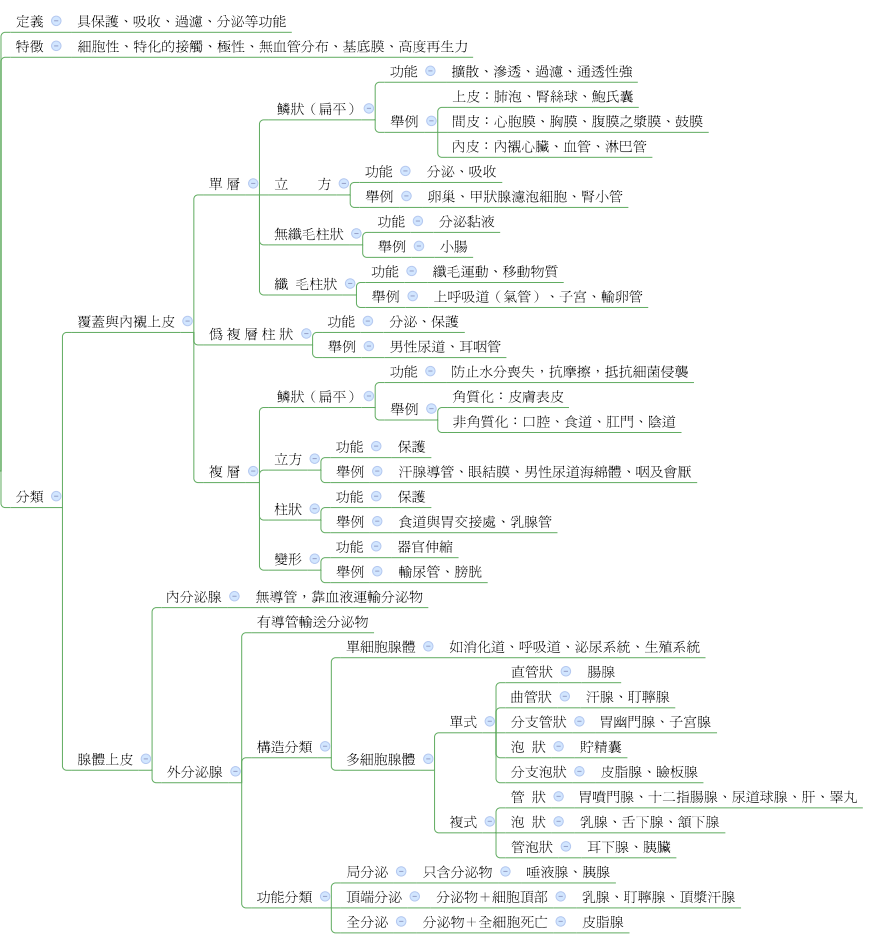 定義 具保護、吸收、過濾、分泌等功能
特徵 細胞性、特化的接觸、極性、無血管分布、基底膜、高度再生力
分類
覆蓋與內襯上皮
單 層
鱗狀（扁平）
功能 擴散、滲透、過濾、通透性強
舉例
上皮：肺泡、腎絲球、鮑氏囊
間皮：心胞膜、胸膜、腹膜之漿膜、鼓膜
內皮：內襯心臟、血管、淋巴管
立 方
功能 分泌、吸收
舉例 卵巢、甲狀腺濾泡細胞、腎小管
無纖毛柱狀
功能 分泌黏液
舉例 小腸
纖 毛柱狀
功能 纖毛運動、移動物質
舉例 上呼吸道（氣管）、子宮、輸卵管
偽 複 層 柱 狀
功能 分泌、保護
舉例 男性尿道、耳咽管
複 層
鱗狀（扁平）
功能 防止水分喪失，抗摩擦，抵抗細菌侵襲
舉例
角質化：皮膚表皮
非角質化：口腔、食道、肛門、陰道
立方
功能 保護
舉例 汗腺導管、眼結膜、男性尿道海綿體、咽及會厭
柱狀
功能 保護
舉例 食道與胃交接處、乳腺管
變形
功能 器官伸縮
舉例 輸尿管、膀胱
腺體上皮
內分泌腺 無導管，靠血液運輸分泌物
外分泌腺
有導管輸送分泌物
構造分類
單細胞腺體 如消化道、呼吸道、泌尿系統、生殖系統
多細胞腺體
單式
直管狀 腸腺
曲管狀 汗腺、耵聹腺
分支管狀 胃幽門腺、子宮腺
泡 狀 貯精囊
分支泡狀 皮脂腺、瞼板腺
複式
管 狀 胃噴門腺、十二指腸腺、尿道球腺、肝、睪丸
泡 狀 乳腺、舌下腺、頷下腺
管泡狀 耳下腺、胰臟
功能分類
局分泌 只含分泌物 唾液腺、胰腺
頂端分泌 分泌物＋細胞頂部 乳腺、耵聹腺、頂漿汗腺
全分泌 分泌物＋全細胞死亡 皮脂腺